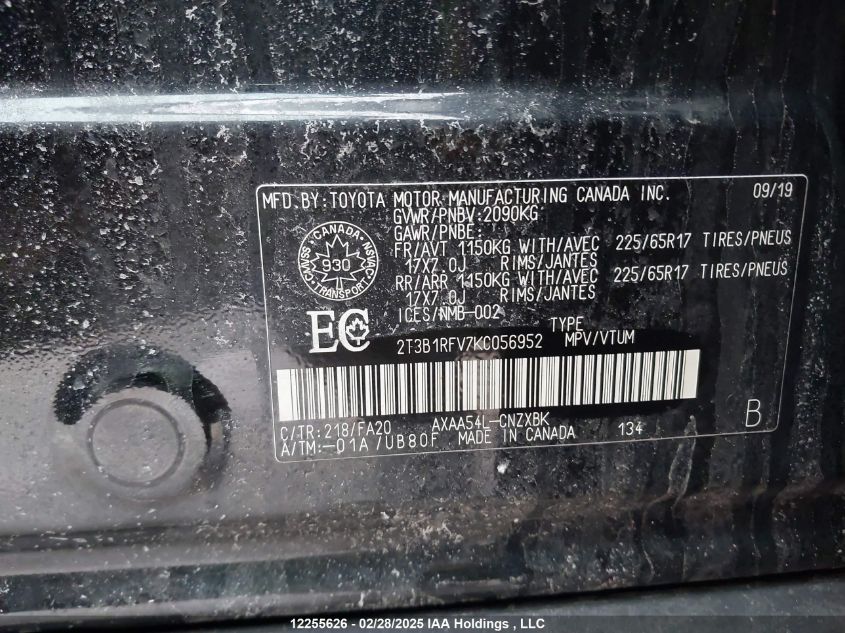 MFD.BY:TOYOTA MOTOR MANUFACTURING CANADA INC. 09/19
GVWR/PNBV:2090KG
GAWR/PNBE:
FR/AVT 1150KG WITH/AVEC 225/65R17 TIRES/PNEUS
17X7.0J RIMS/JANTES
RR/ARR 1150KG WITH/AVEC 225/65R17 TIRES/PNEUS
17X7.0J RIMS/JANTES
ICES/NMB-002
CANADA
CMVSS
NSVAC
930
TRANSPORT
EC
TYPE
2T3B1RFV7KC056952 MPV/VTUM
C/TR:218/FA20 AXAA54L-CNZXBK
A/TM:-01A/UB80F MADE IN CANADA 134
B
12255626 - 02/28/2025 IAA Holdings , LLC